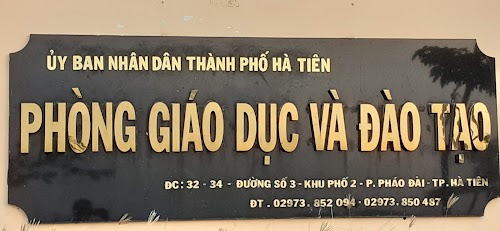 ỦY BAN NHÂN DÂN THÀNH PHỐ HÀ TIÊN
PHÒNG GIÁO DỤC VÀ ĐÀO TẠO
ĐC: 32 - 34 - ĐƯỜNG SỐ 3 - KHU PHỐ 2 - P. PHÁO ĐÀI - TP. HÀ TIÊN
ĐT. 02973. 852 094 - 02973. 850 487